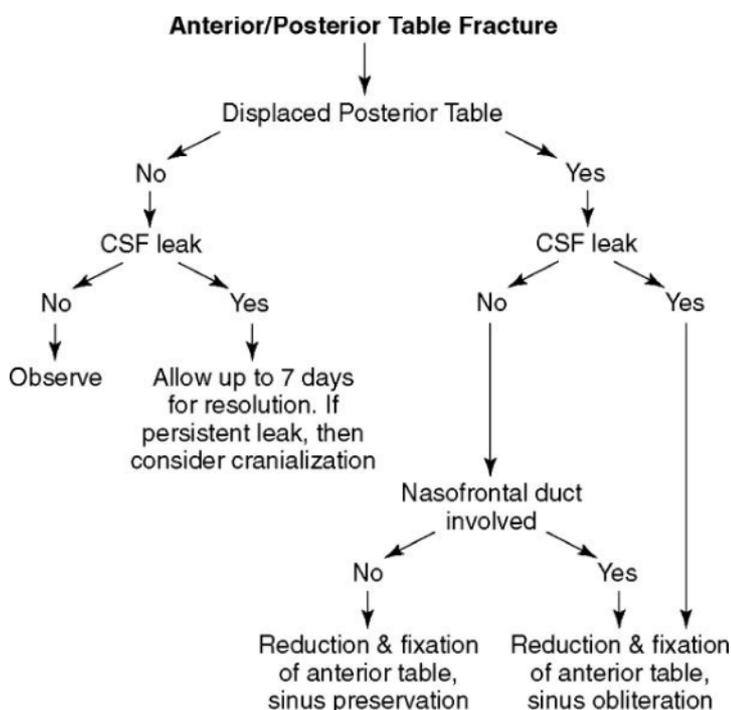 Anterior/Posterior Table Fracture
Displaced Posterior Table
No
Yes
CSF leak
CSF leak
No
Yes
No
Yes
Observe
Allow up to 7 days
for resolution. If
persistent leak, then
consider cranialization
Nasofrontal duct
involved
No
Yes
Reduction & fixation
of anterior table,
sinus preservation
Reduction & fixation
of anterior table,
sinus obliteration